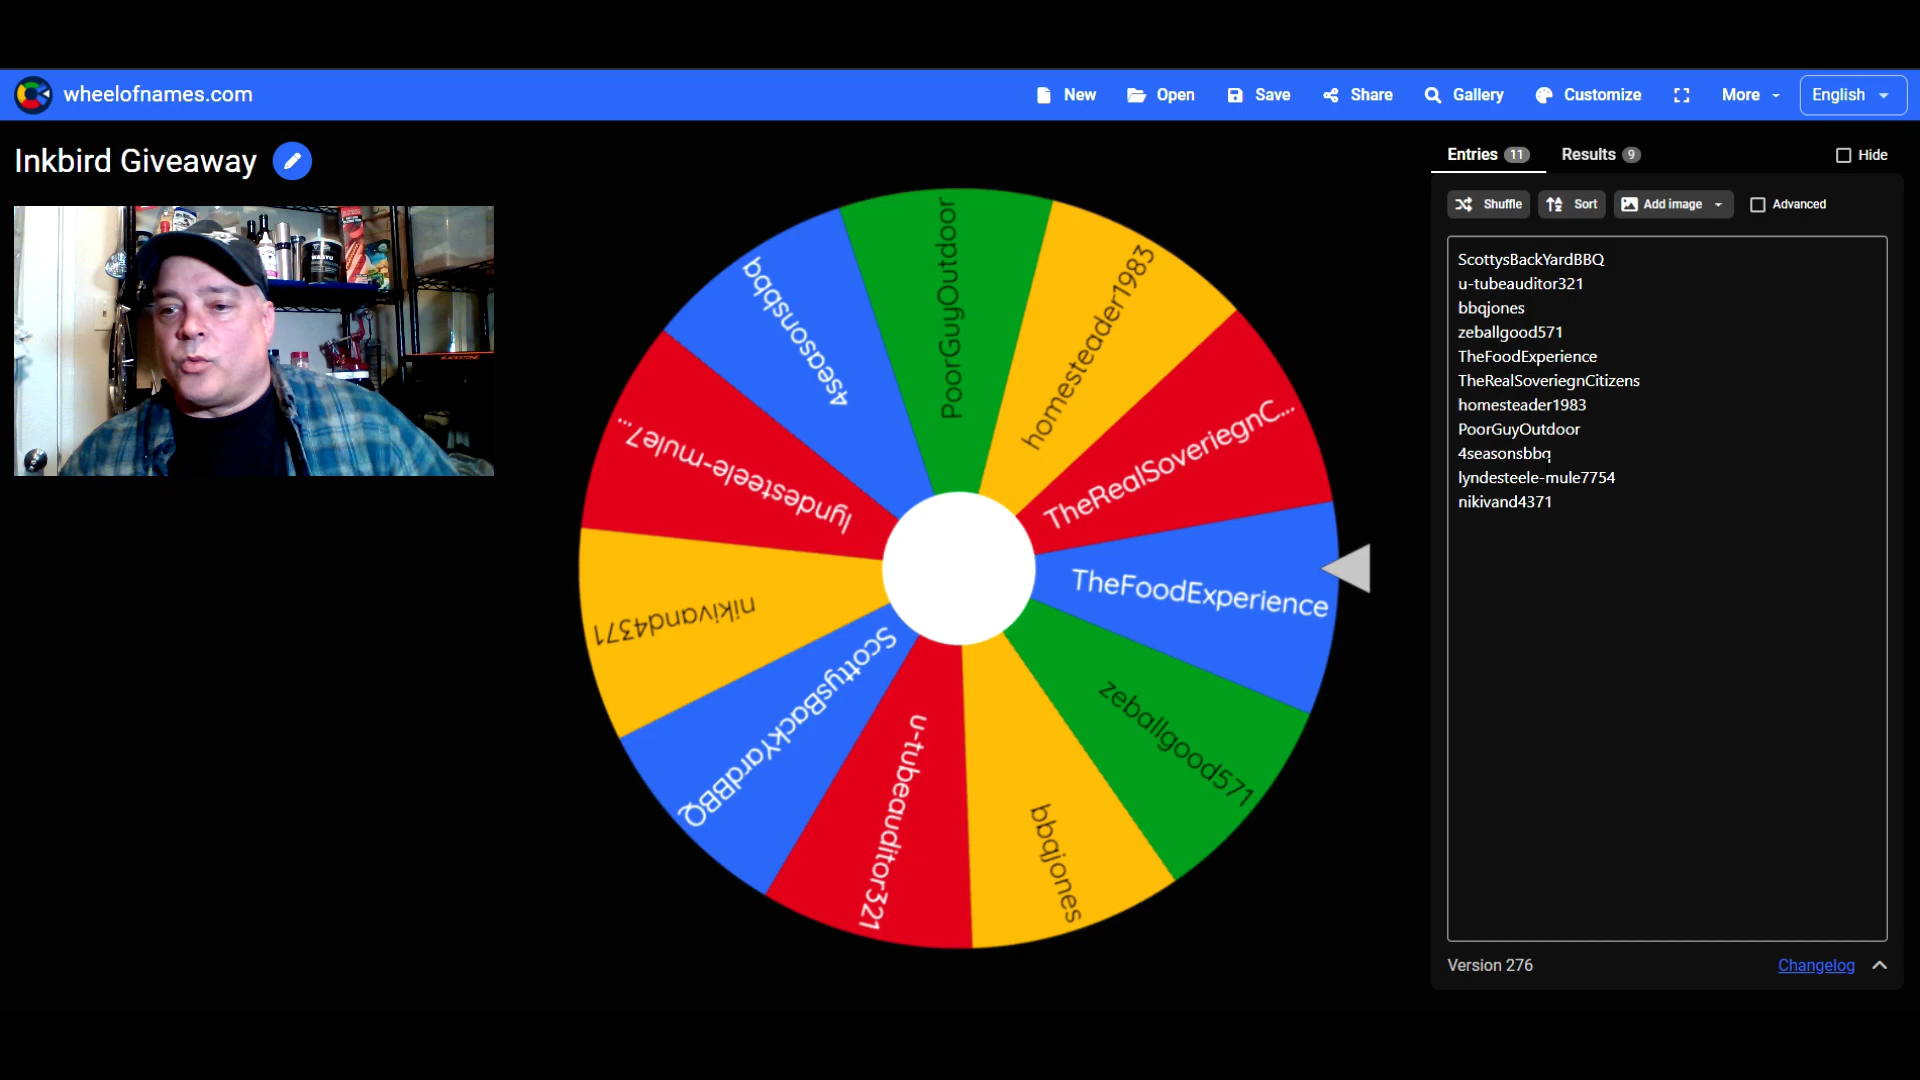 wheelofnames.com
New
Open
Save
Share
Gallery
Customize
More
English
Inkbird Giveaway
Entries 11
Results 9
Hide
Shuffle
Sort
Add image
Advanced
ScottysBackYardBBQ
u-tubeauditor321
bbqjones
zeballgood571
TheFoodExperience
TheRealSoveriegnCitizens
homesteader1983
PoorGuyOutdoor
4seasonsbbq
lyndesteele-mule7754
nikivand4371
PoorGuyOutdoor
homesteader1983
TheRealSoveriegnC...
TheFoodExperience
zeballgood571
bbqjones
u-tubeauditor321
ScottysBackYardBBQ
nikivand4371
lyndesteele-mule7...
4seasonsbbq
WAGYU
BLACKSTONE
Version 276
Changelog